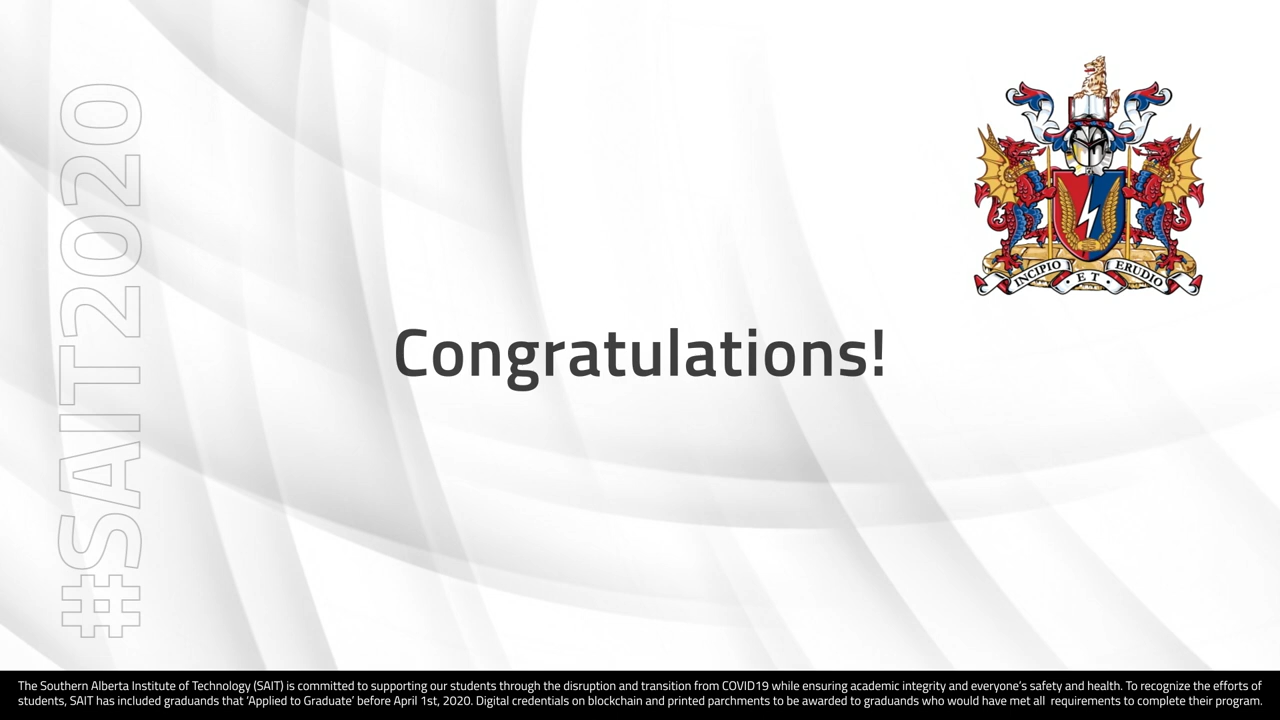 #SAIT2020
INCIPIO ET ERUDIO
Congratulations!
The Southern Alberta Institute of Technology (SAIT) is committed to supporting our students through the disruption and transition from COVID19 while ensuring academic integrity and everyone's safety and health. To recognize the efforts of
students, SAIT has included graduands that 'Applied to Graduate' before April 1st, 2020. Digital credentials on blockchain and printed parchments to be awarded to graduands who would have met all requirements to complete their program.